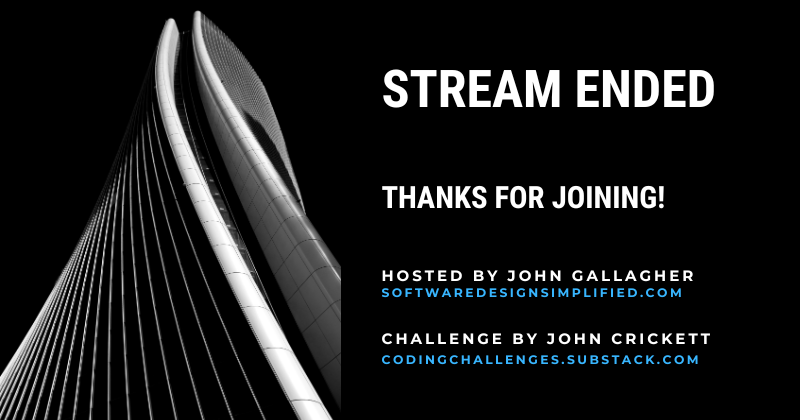 STREAM ENDED
THANKS FOR JOINING!
HOSTED BY JOHN GALLAGHER
SOFTWAREDESIGNSIMPLIFIED.COM
CHALLENGE BY JOHN CRICKETT
CODINGCHALLENGES.SUBSTACK.COM